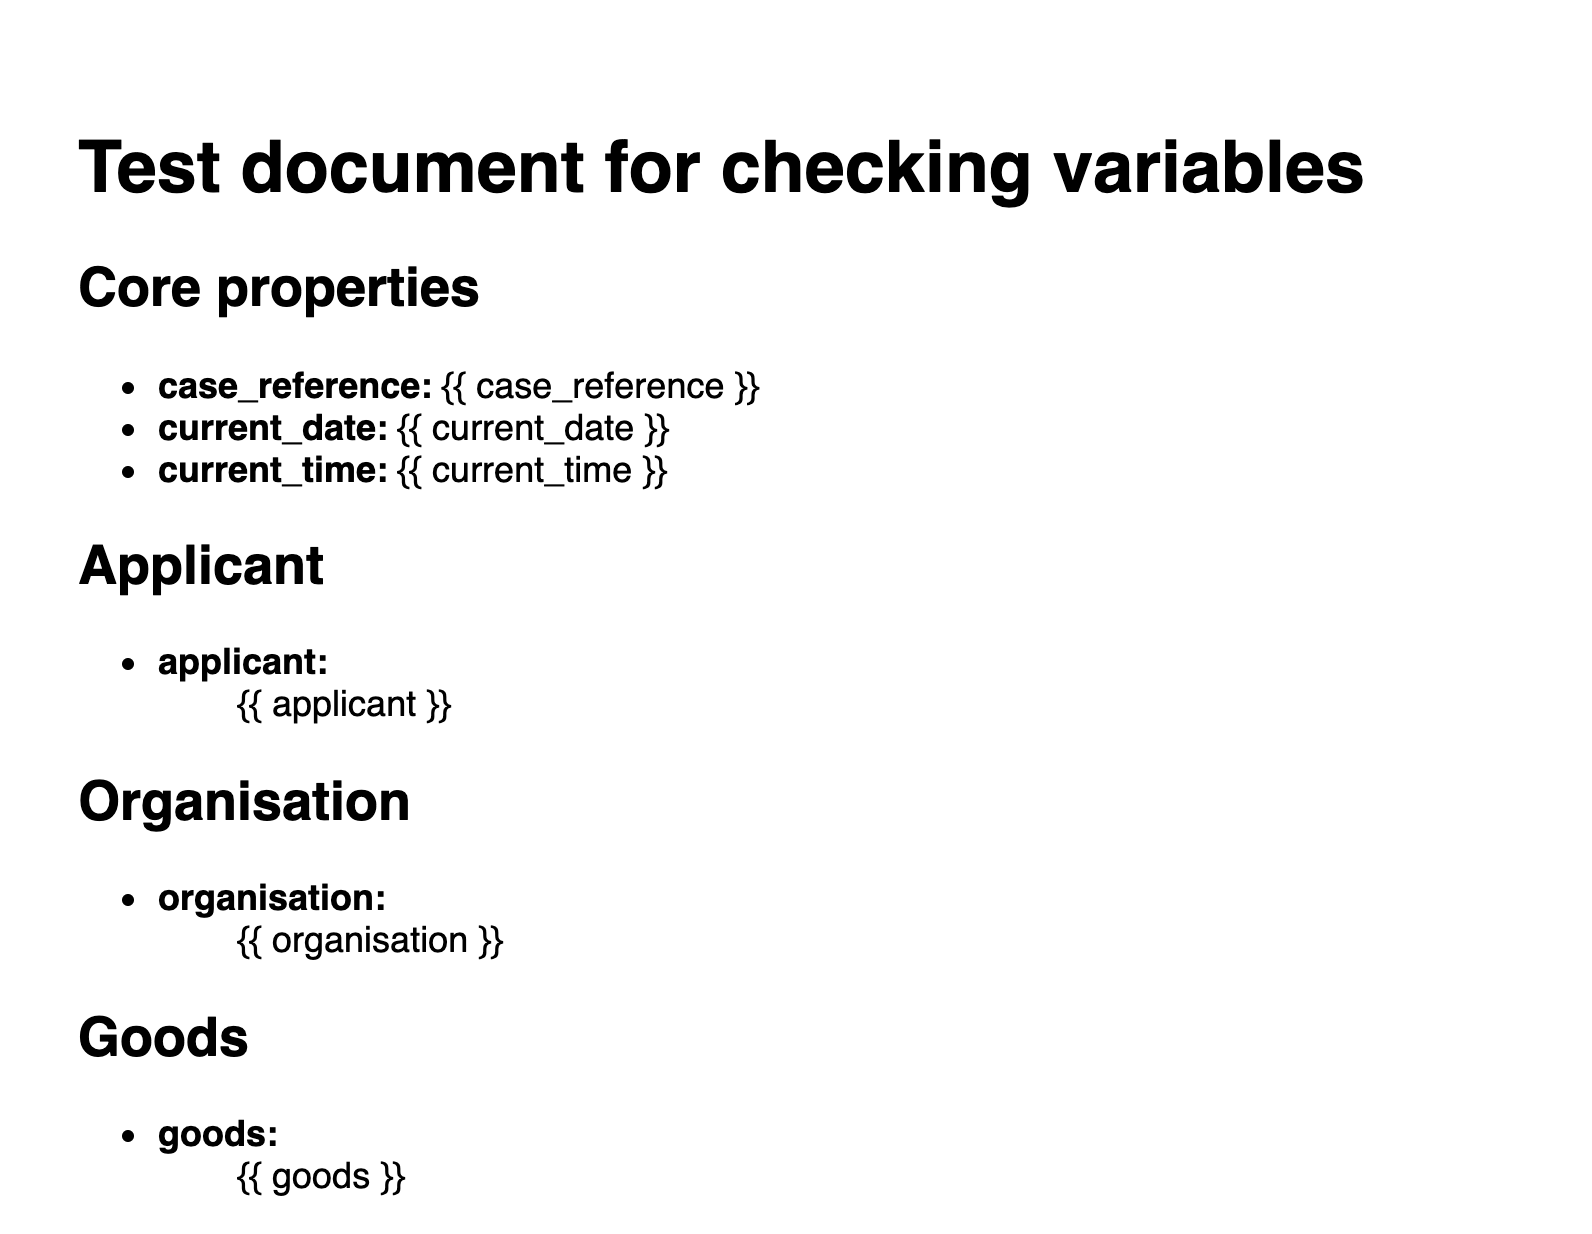 Test document for checking variables
Core properties
• case_reference: {{ case_reference }}
• current_date: {{ current_date }}
• current_time: {{ current_time }}
Applicant
• applicant:
{{ applicant }}
Organisation
• organisation:
{{ organisation }}
Goods
• goods:
{{ goods }}